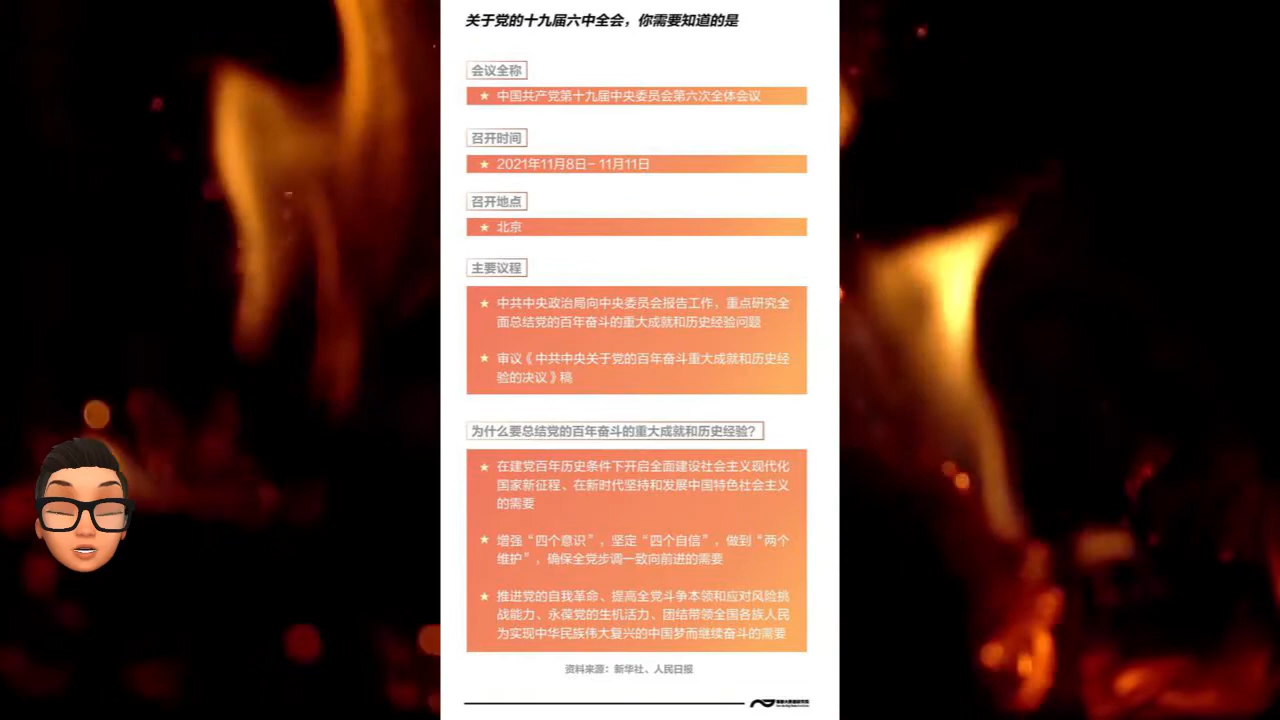 关于党的十九届六中全会，你需要知道的是
会议全称
★ 中国共产党第十九届中央委员会第六次全体会议
召开时间
★ 2021年11月8日- 11月11日
召开地点
★ 北京
主要议程
★ 中共中央政治局向中央委员会报告工作，重点研究全
面总结党的百年奋斗的重大成就和历史经验问题
★ 审议《中共中央关于党的百年奋斗重大成就和历史经
验的决议》稿
为什么要总结党的百年奋斗的重大成就和历史经验?
★ 在建党百年历史条件下开启全面建设社会主义现代化
国家新征程、在新时代坚持和发展中国特色社会主义
的需要
★ 增强“四个意识”，坚定“四个自信”，做到“两个
维护”，确保全党步调一致向前进的需要
★ 推进党的自我革命、提高全党斗争本领和应对风险挑
战能力、永葆党的生机活力、团结带领全国各族人民
为实现中华民族伟大复兴的中国梦而继续奋斗的需要
资料来源：新华社、人民日报